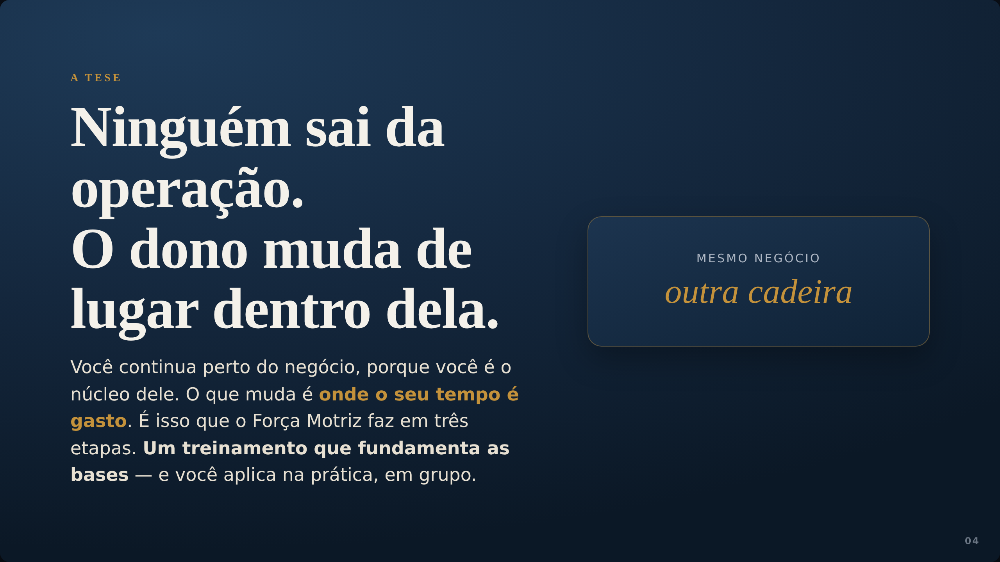 A TESE
Ninguém sai da
operação.
O dono muda de
lugar dentro dela.
Você continua perto do negócio, porque você é o
núcleo dele. O que muda é onde o seu tempo é
gasto. É isso que o Força Motriz faz em três
etapas. Um treinamento que fundamenta as
bases — e você aplica na prática, em grupo.
MESMO NEGÓCIO
outra cadeira
04